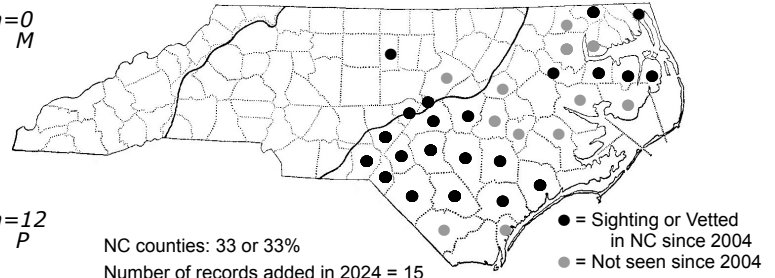 n=0
M
n=12
P
NC counties: 33 or 33%
Number of records added in 2024 = 15
= Sighting or Vetted
in NC since 2004
= Not seen since 2004